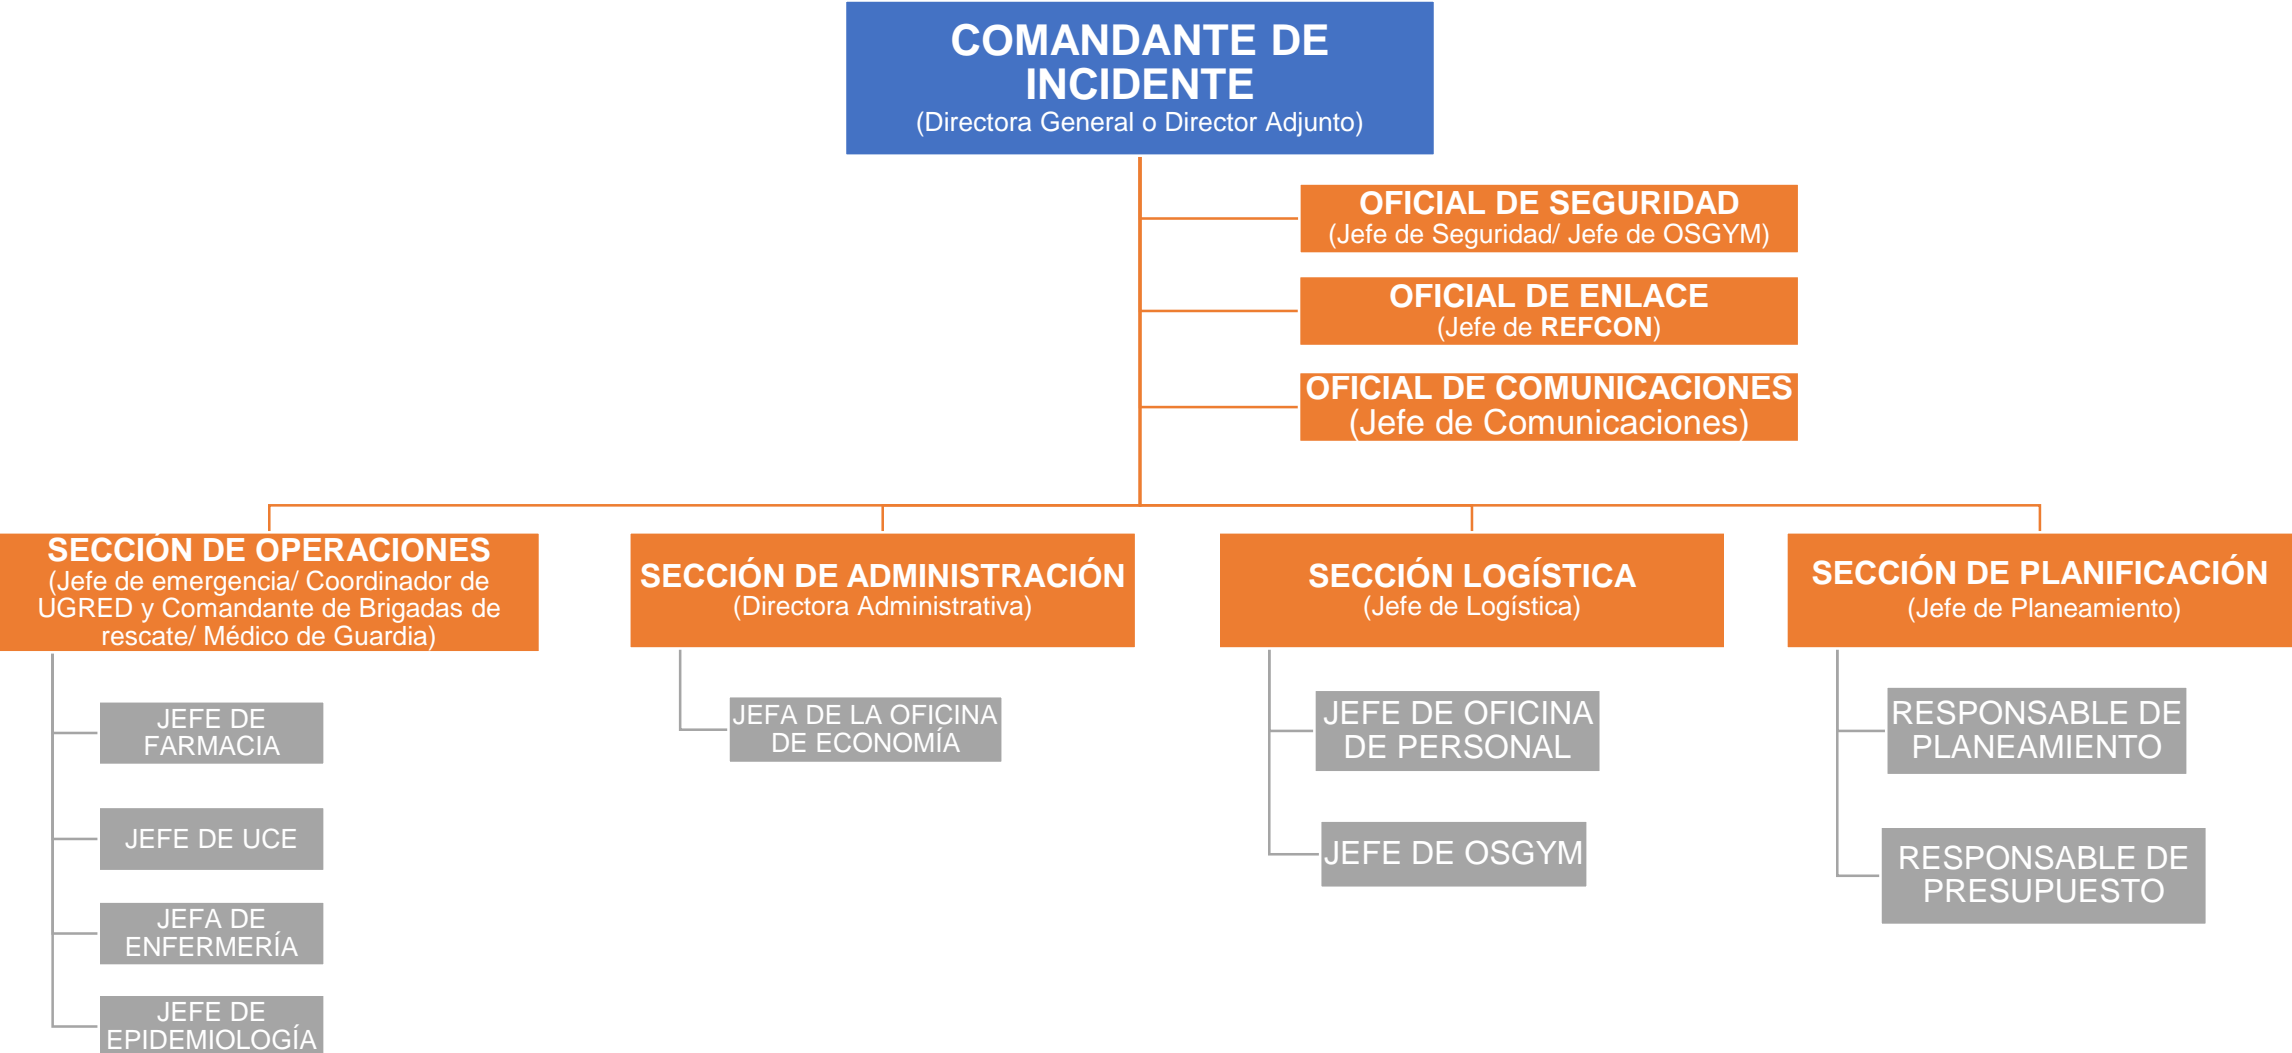 COMANDANTE DE
INCIDENTE
(Directora General o Director Adjunto)
OFICIAL DE SEGURIDAD
(Jefe de Seguridad/ Jefe de OSGYM)
OFICIAL DE ENLACE
(Jefe de REFCON)
OFICIAL DE COMUNICACIONES
(Jefe de Comunicaciones)
SECCIÓN DE OPERACIONES
(Jefe de emergencia/ Coordinador de
UGRED y Comandante de Brigadas de
rescate/ Médico de Guardia)
JEFE DE
FARMACIA
JEFE DE UCE
JEFA DE
ENFERMERÍA
JEFE DE
EPIDEMIOLOGÍA
SECCIÓN DE ADMINISTRACIÓN
(Directora Administrativa)
JEFA DE LA OFICINA
DE ECONOMÍA
SECCIÓN LOGÍSTICA
(Jefe de Logística)
JEFE DE OFICINA
DE PERSONAL
JEFE DE OSGYM
SECCIÓN DE PLANIFICACIÓN
(Jefe de Planeamiento)
RESPONSABLE DE
PLANEAMIENTO
RESPONSABLE DE
PRESUPUESTO